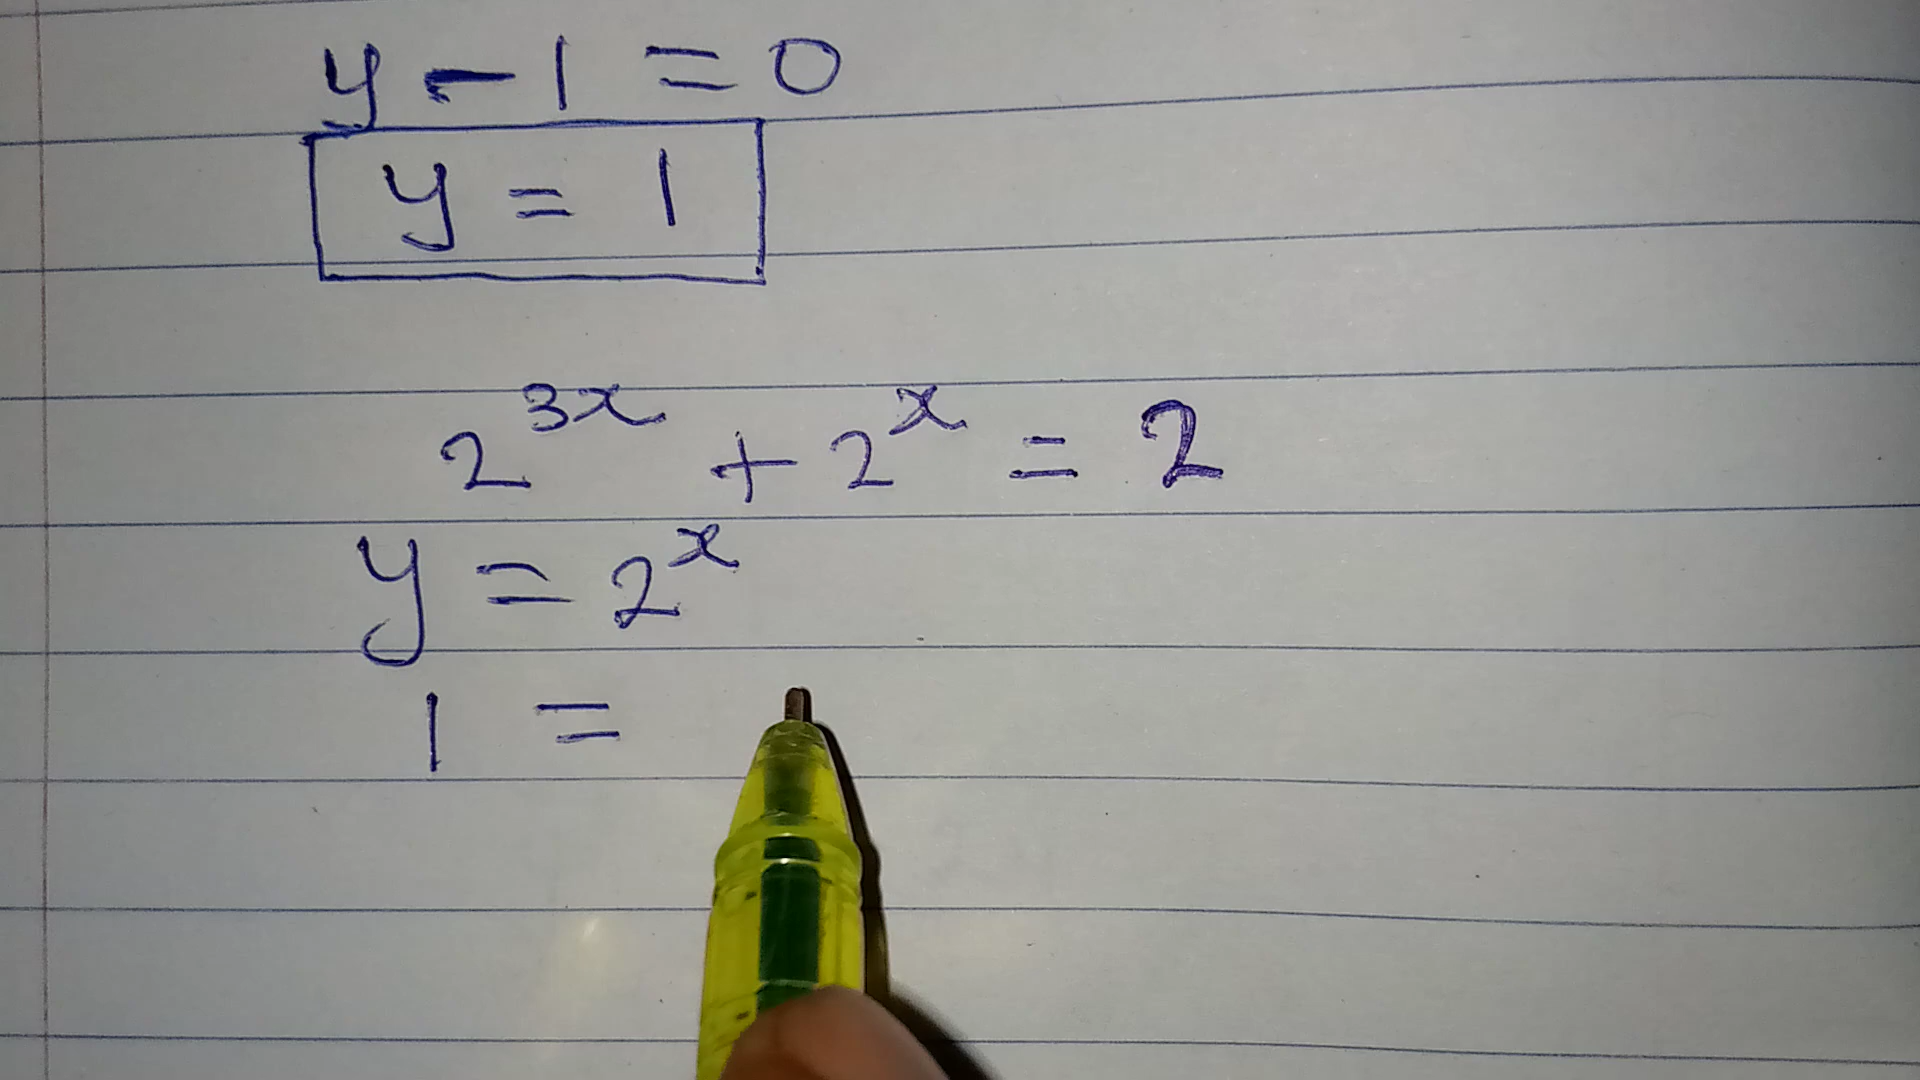 y - 1 = 0
y = 1
2^{3x} + 2^x = 2
y = 2^x
1 =